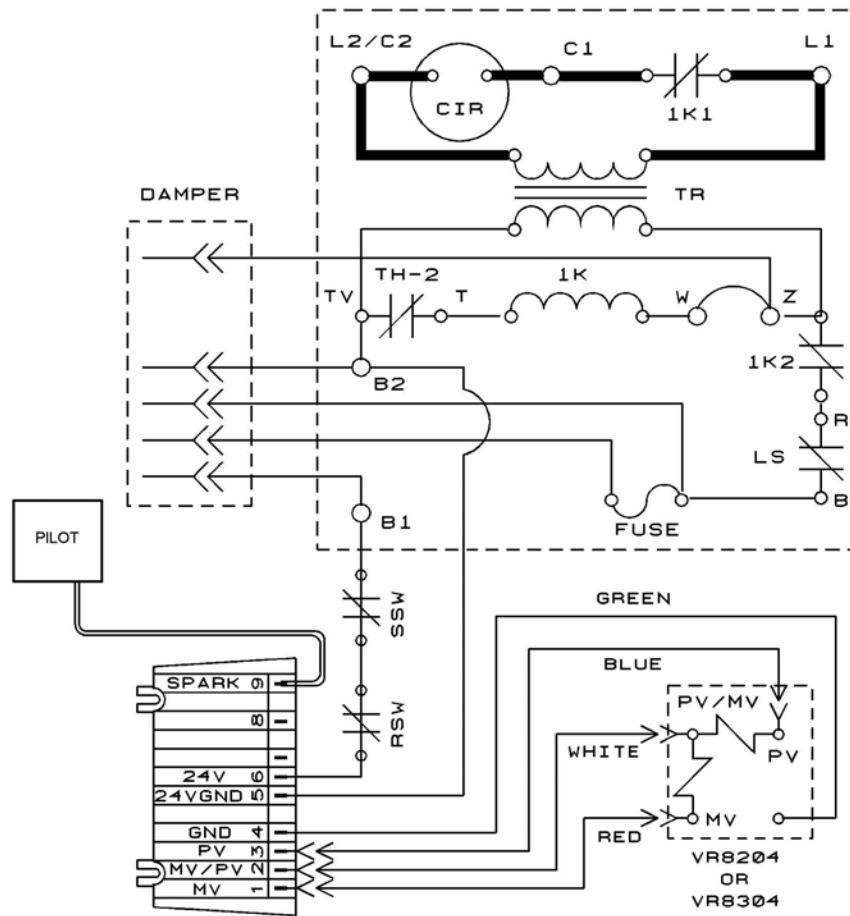 L2/C2
C1
L1
CIR
1K1
DAMPER
TR
TH-2
1K
TV
T
W
Z
1K2
B2
R
LS
B
FUSE
B1
PILOT
SSW
GREEN
BLUE
RSW
PV/MV
WHITE
PV
RED
MV
VR8204
OR
VR8304
SPARK 9
8
24V 6
24VGND 5
GND 4
PV 3
MV/PV 2
MV 1